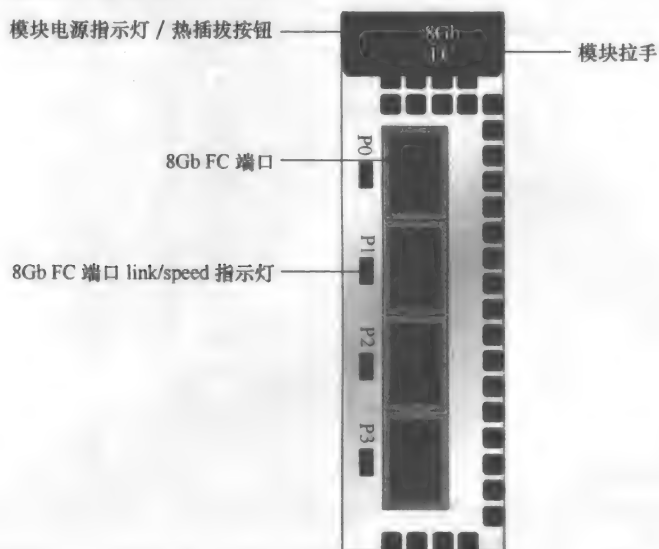 模块电源指示灯 / 热插拔按钮
8Gb
FC
模块拉手
P0
8Gb FC 端口
P1
8Gb FC 端口 link/speed 指示灯
P2
P3